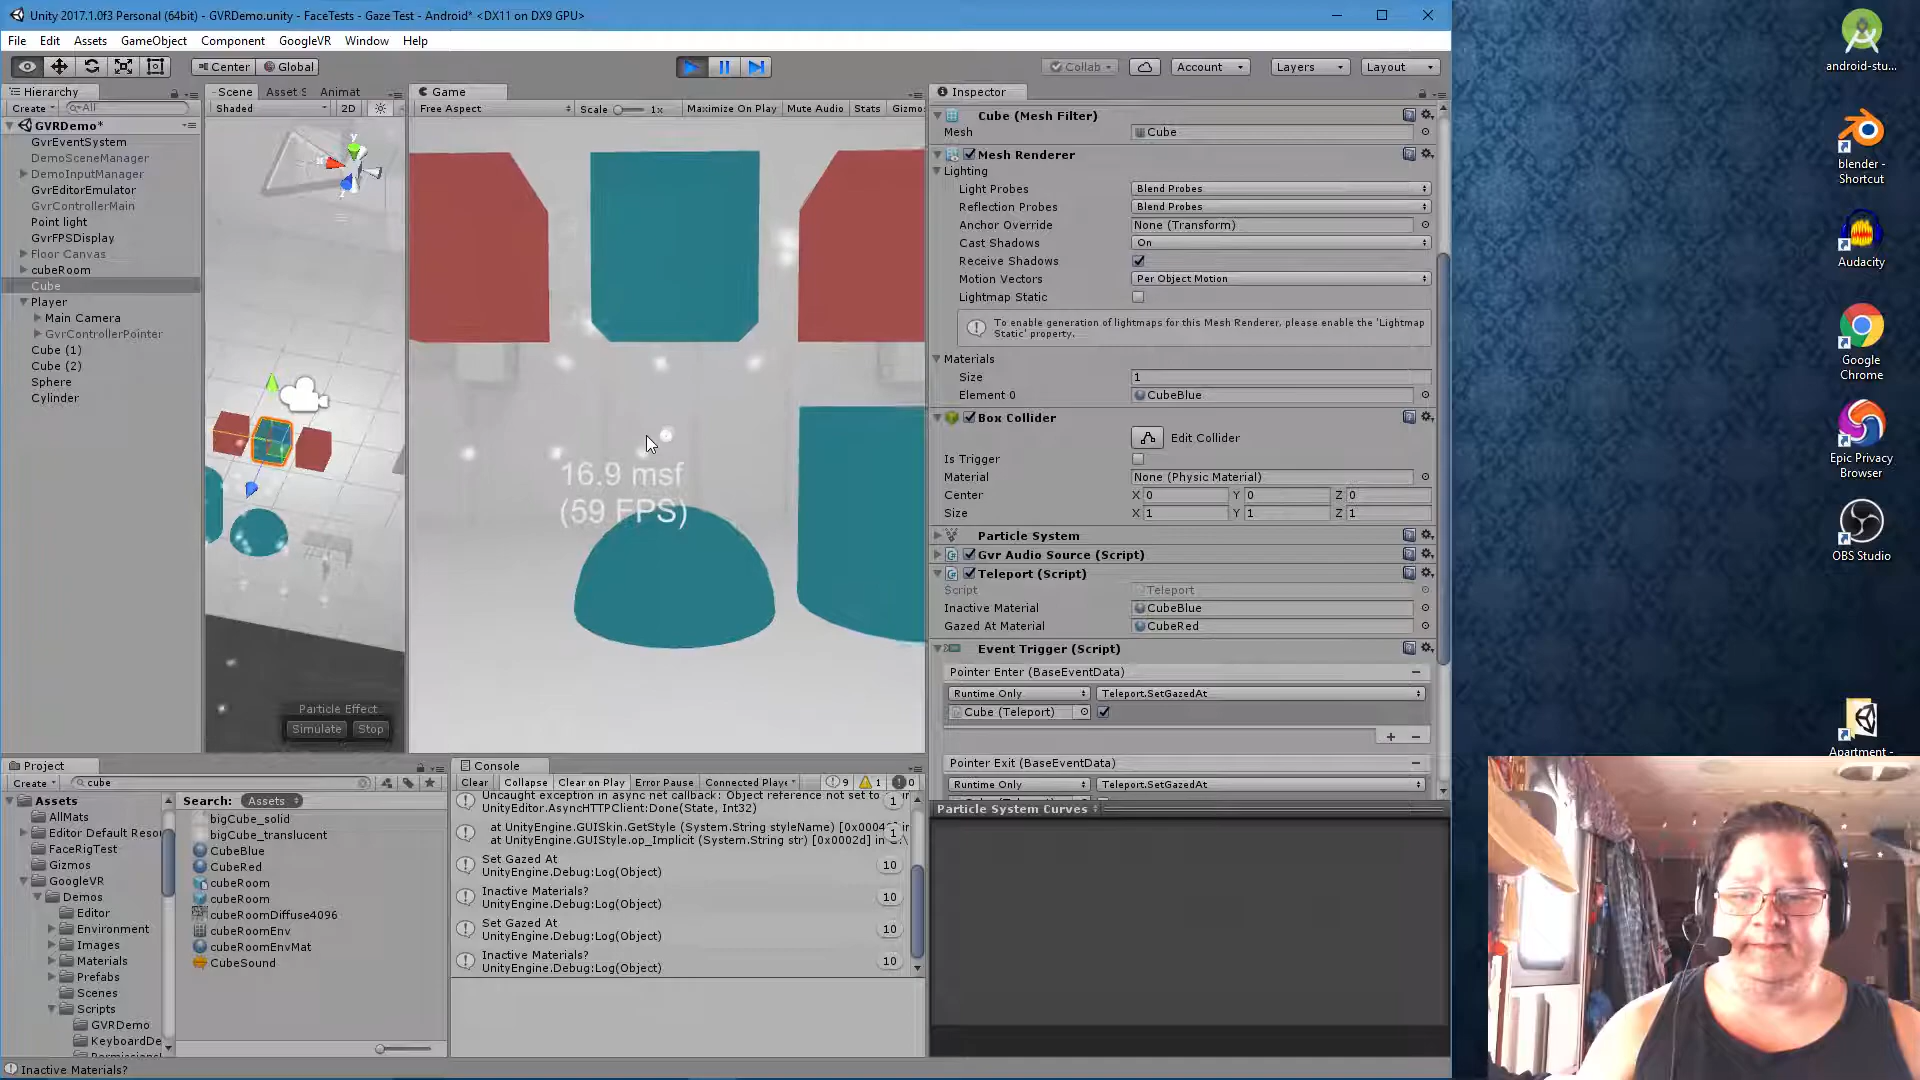 Unity 2017.1.0f3 Personal (64bit) - GVRDemo.unity - FaceTests - Gaze Test - Android* <DX11 on DX9 GPU>
File Edit Assets GameObject Component GoogleVR Window Help
Center Global Collab Account Layers Layout
Hierarchy
Create All
GVRDemo*
GvrEventSystem
DemoSceneManager
DemoInputManager
GvrEditorEmulator
GvrControllerMain
Point light
GvrFPSDisplay
Floor Canvas
cubeRoom
Cube
Player
Main Camera
GvrControllerPointer
Cube (1)
Cube (2)
Sphere
Cylinder
Scene Asset S Animat
Shaded 2D
y
Particle Effect
Simulate Stop
Game
Free Aspect Scale 1x Maximize On Play Mute Audio Stats Gizmos
16.9 msf
(59 FPS)
Inspector
Cube (Mesh Filter)
Mesh Cube
Mesh Renderer
Lighting
Light Probes Blend Probes
Reflection Probes Blend Probes
Anchor Override None (Transform)
Cast Shadows On
Receive Shadows
Motion Vectors Per Object Motion
Lightmap Static
To enable generation of lightmaps for this Mesh Renderer, please enable the 'Lightmap
Static' property.
Materials
Size 1
Element 0 CubeBlue
Box Collider
Edit Collider
Is Trigger
Material None (Physic Material)
Center X 0 Y 0 Z 0
Size X 1 Y 1 Z 1
Particle System
Gvr Audio Source (Script)
Teleport (Script)
Script Teleport
Inactive Material CubeBlue
Gazed At Material CubeRed
Event Trigger (Script)
Pointer Enter (BaseEventData)
Runtime Only Teleport.SetGazedAt
Cube (Teleport)
Pointer Exit (BaseEventData)
Runtime Only Teleport.SetGazedAt
Particle System Curves
Project
Create cube
Assets
AllMats
Editor Default Resou
FaceRigTest
Gizmos
GoogleVR
Demos
Editor
Environment
Images
Materials
Prefabs
Scenes
Scripts
GVRDemo
KeyboardDe
Search: Assets
bigCube_solid
bigCube_translucent
CubeBlue
CubeRed
cubeRoom
cubeRoom
cubeRoomDiffuse4096
cubeRoomEnv
cubeRoomEnvMat
CubeSound
Console
Clear Collapse Clear on Play Error Pause Connected Playe 9 1 0
Uncaught exception in async net callback: Object reference not set to 1
UnityEditor.AsyncHTTPClient:Done(State, Int32)
at UnityEngine.GUISkin.GetStyle (System.String styleName) 1
at UnityEngine.GUIStyle.op_Implicit (System.String str) [0x0002d] in
Set Gazed At 10
UnityEngine.Debug:Log(Object)
Inactive Materials? 10
UnityEngine.Debug:Log(Object)
Set Gazed At 10
UnityEngine.Debug:Log(Object)
Inactive Materials? 10
UnityEngine.Debug:Log(Object)
Inactive Materials?
android-stu...
blender -
Shortcut
Audacity
Google
Chrome
Epic Privacy
Browser
OBS Studio
Apartment -